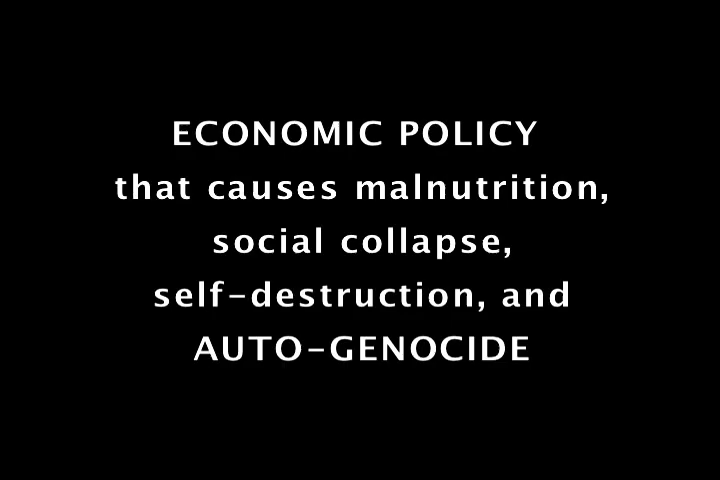 ECONOMIC POLICY
that causes malnutrition,
social collapse,
self-destruction, and
AUTO-GENOCIDE